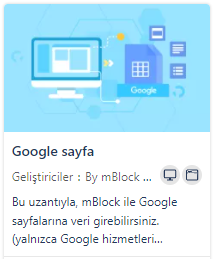 Google
Google sayfa
Geliştiriciler : By mBlock ...
Bu uzantıyla, mBlock ile Google
sayfalarına veri girebilirsiniz.
(yalnızca Google hizmetleri...